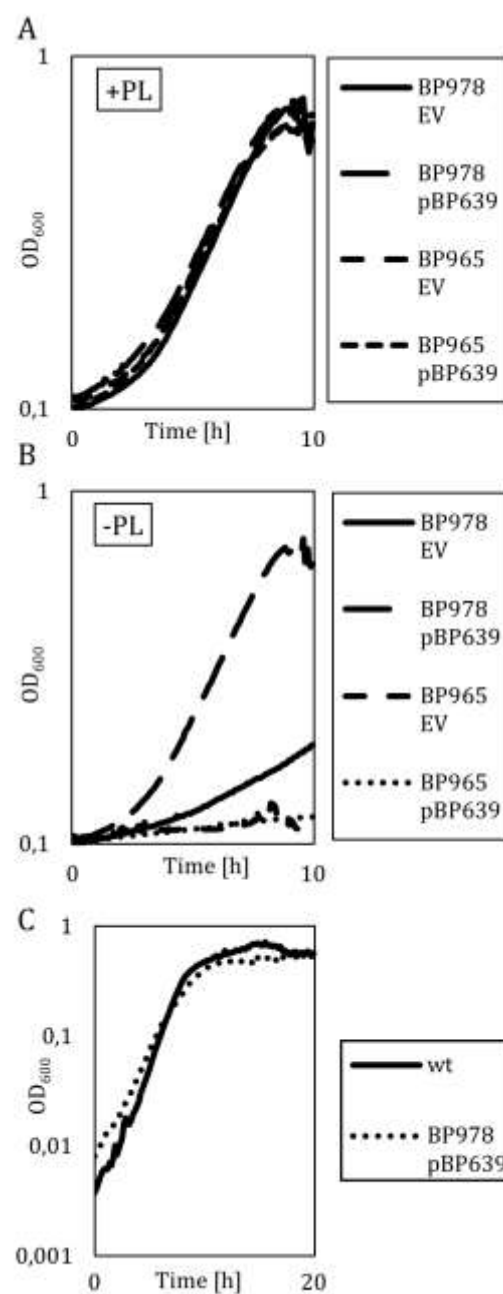 A
1
+PL
OD600
0,1
0
Time [h]
10
BP978
EV
BP978
pBP639
BP965
EV
BP965
pBP639
B
1
-PL
OD600
0,1
0
Time [h]
10
BP978
EV
BP978
pBP639
BP965
EV
BP965
pBP639
C
1
0,1
OD600
0,01
0,001
0
Time [h]
20
wt
BP978
pBP639